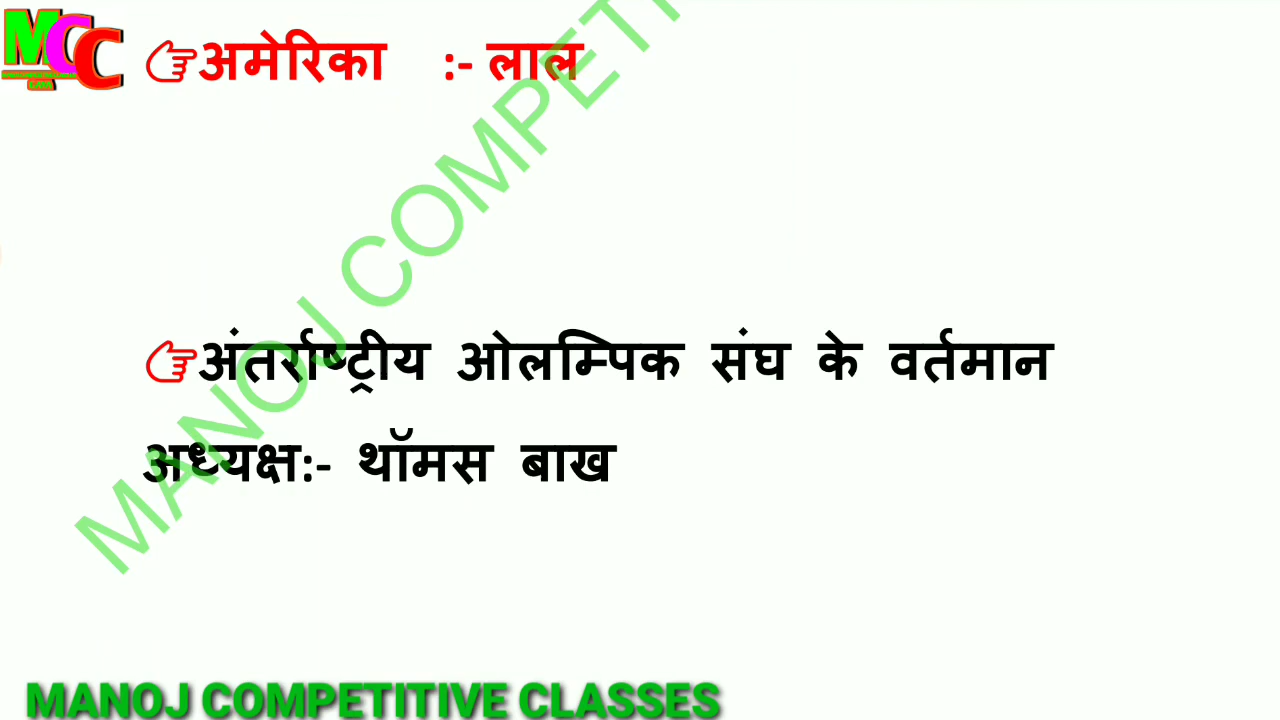 MCC
👉अमेरिका :- लाल
👉अंतर्राष्ट्रीय ओलम्पिक संघ के वर्तमान
अध्यक्ष:- थॉमस बाख
MANOJ COMPETI
MANOJ COMPETITIVE CLASSES